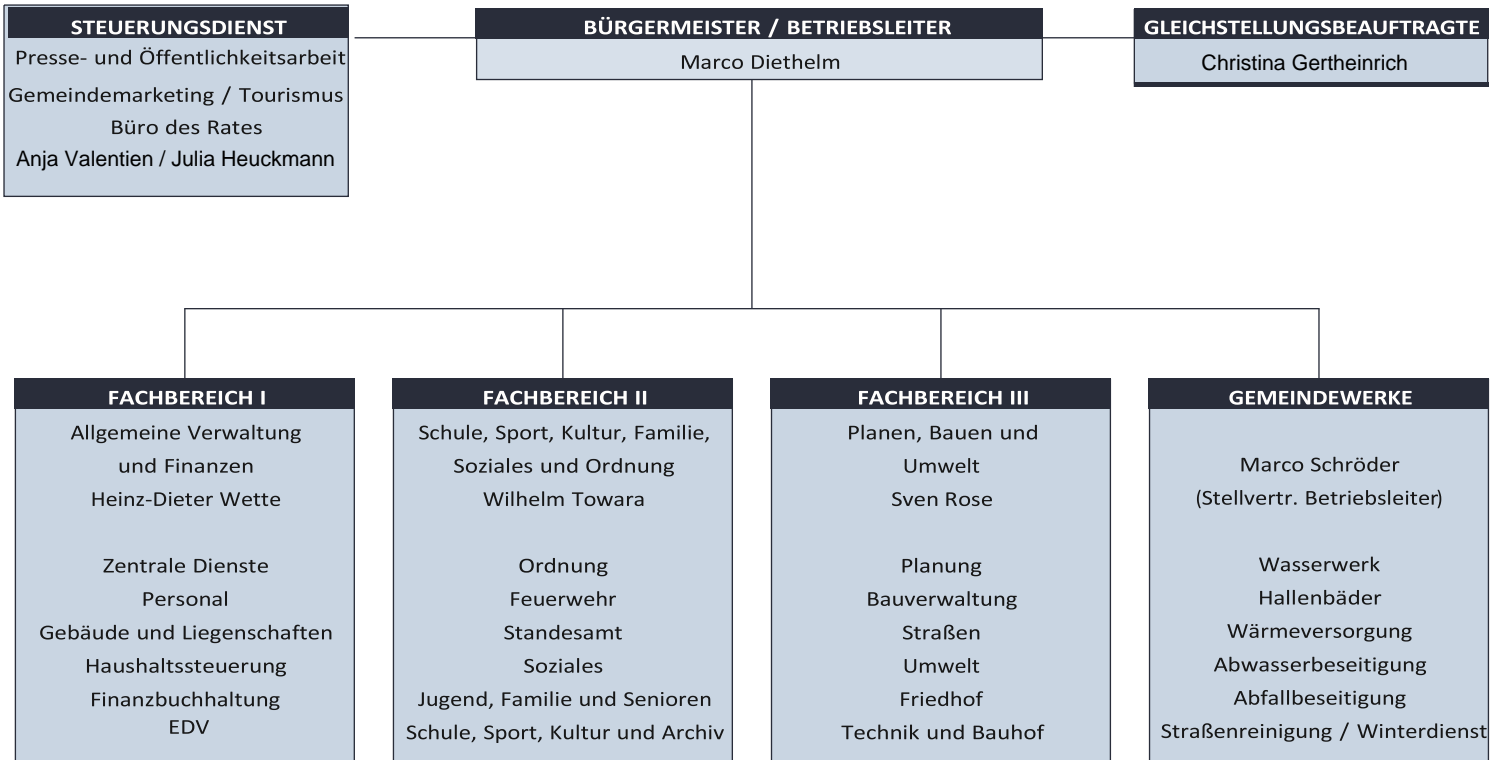 STEUERUNGSDIENST
Presse- und Öffentlichkeitsarbeit
Gemeindemarketing / Tourismus
Büro des Rates
Anja Valentien / Julia Heuckmann
BÜRGERMEISTER / BETRIEBSLEITER
Marco Diethelm
GLEICHSTELLUNGSBEAUFTRAGTE
Christina Gertheinrich
FACHBEREICH I
Allgemeine Verwaltung
und Finanzen
Heinz-Dieter Wette
Zentrale Dienste
Personal
Gebäude und Liegenschaften
Haushaltssteuerung
Finanzbuchhaltung
EDV
FACHBEREICH II
Schule, Sport, Kultur, Familie,
Soziales und Ordnung
Wilhelm Towara
Ordnung
Feuerwehr
Standesamt
Soziales
Jugend, Familie und Senioren
Schule, Sport, Kultur und Archiv
FACHBEREICH III
Planen, Bauen und
Umwelt
Sven Rose
Planung
Bauverwaltung
Straßen
Umwelt
Friedhof
Technik und Bauhof
GEMEINDEWERKE
Marco Schröder
(Stellvertr. Betriebsleiter)
Wasserwerk
Hallenbäder
Wärmeversorgung
Abwasserbeseitigung
Abfallbeseitigung
Straßenreinigung / Winterdienst